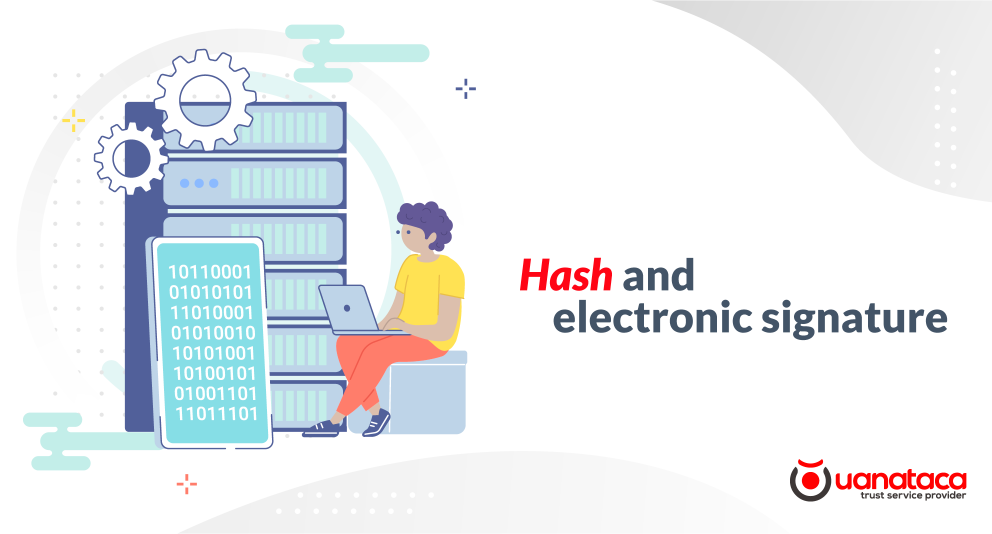 10110001
01010101
11010001
01010010
10101001
10100101
01001101
11011101
Hash and
electronic signature
uanataca
trust service provider